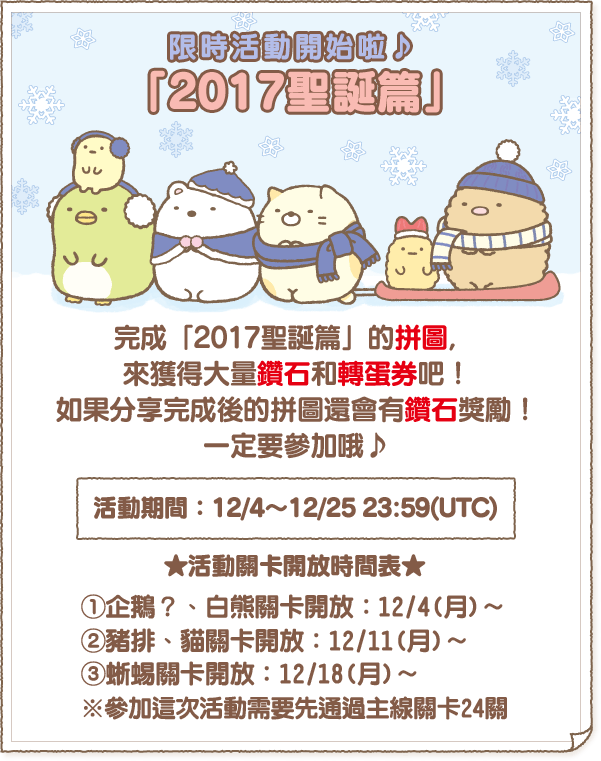 限時活動開始啦♪
「2017聖誕篇」
完成「2017聖誕篇」的拼圖,
來獲得大量鑽石和轉蛋券吧！
如果分享完成後的拼圖還會有鑽石獎勵！
一定要參加哦♪
活動期間：12/4～12/25 23:59(UTC)
★活動關卡開放時間表★
①企鵝？、白熊關卡開放：12/4(月)～
②豬排、貓關卡開放：12/11(月)～
③蜥蜴關卡開放：12/18(月)～
※參加這次活動需要先通過主線關卡24關